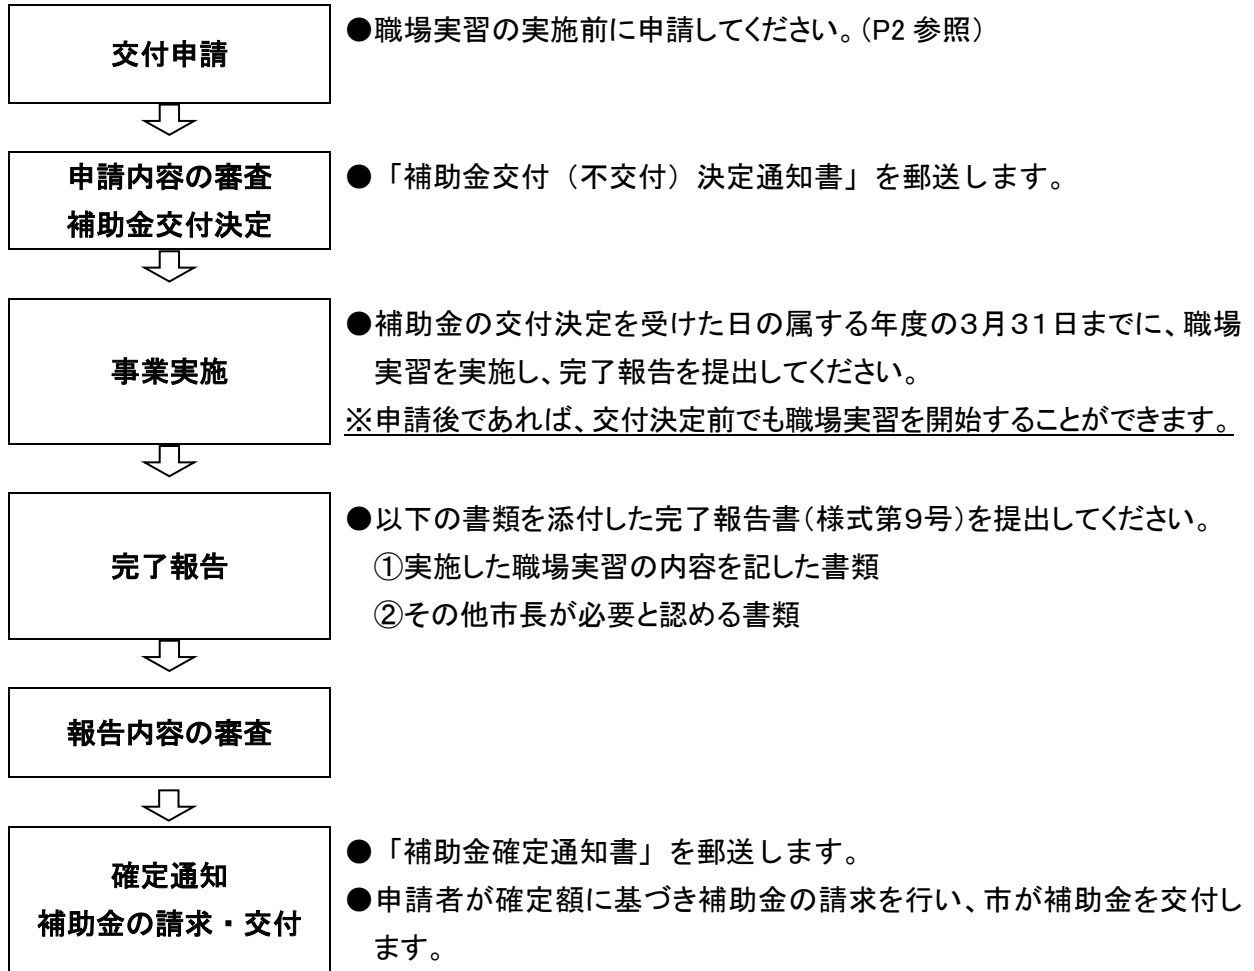 交付申請
●職場実習の実施前に申請してください。(P2 参照)
申請内容の審査
補助金交付決定
●「補助金交付（不交付）決定通知書」を郵送します。
事業実施
●補助金の交付決定を受けた日の属する年度の３月３１日までに、職場
実習を実施し、完了報告を提出してください。
※申請後であれば、交付決定前でも職場実習を開始することができます。
完了報告
●以下の書類を添付した完了報告書（様式第９号）を提出してください。
①実施した職場実習の内容を記した書類
②その他市長が必要と認める書類
報告内容の審査
確定通知
補助金の請求・交付
●「補助金確定通知書」を郵送します。
●申請者が確定額に基づき補助金の請求を行い、市が補助金を交付し
ます。